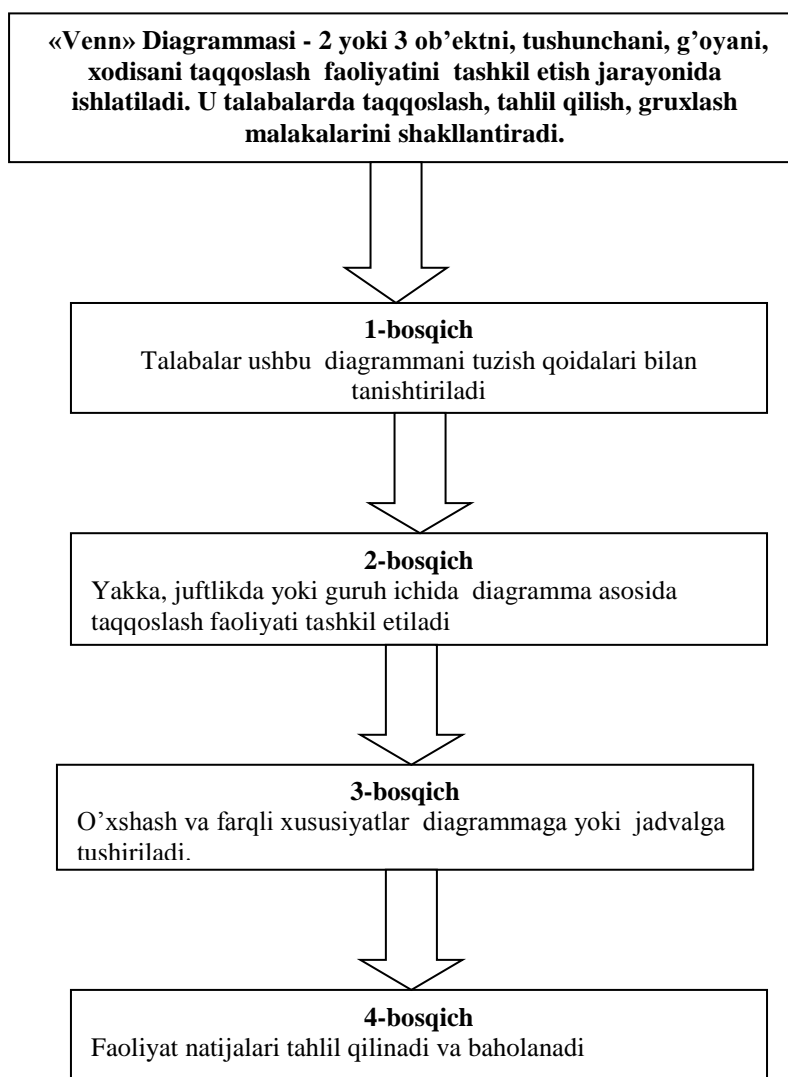 «Venn» Diagrammasi - 2 yoki 3 ob’ektni, tushunchani, g’oyani,
xodisani taqqoslash faoliyatini tashkil etish jarayonida
ishlatiladi. U talabalarda taqqoslash, tahlil qilish, gruxlash
malakalarini shakllantiradi.
1-bosqich
Talabalar ushbu diagrammani tuzish qoidalari bilan
tanishtiriladi
2-bosqich
Yakka, juftlikda yoki guruh ichida diagramma asosida
taqqoslash faoliyati tashkil etiladi
3-bosqich
O’xshash va farqli xususiyatlar diagrammaga yoki jadvalga
tushiriladi.
4-bosqich
Faoliyat natijalari tahlil qilinadi va baholanadi